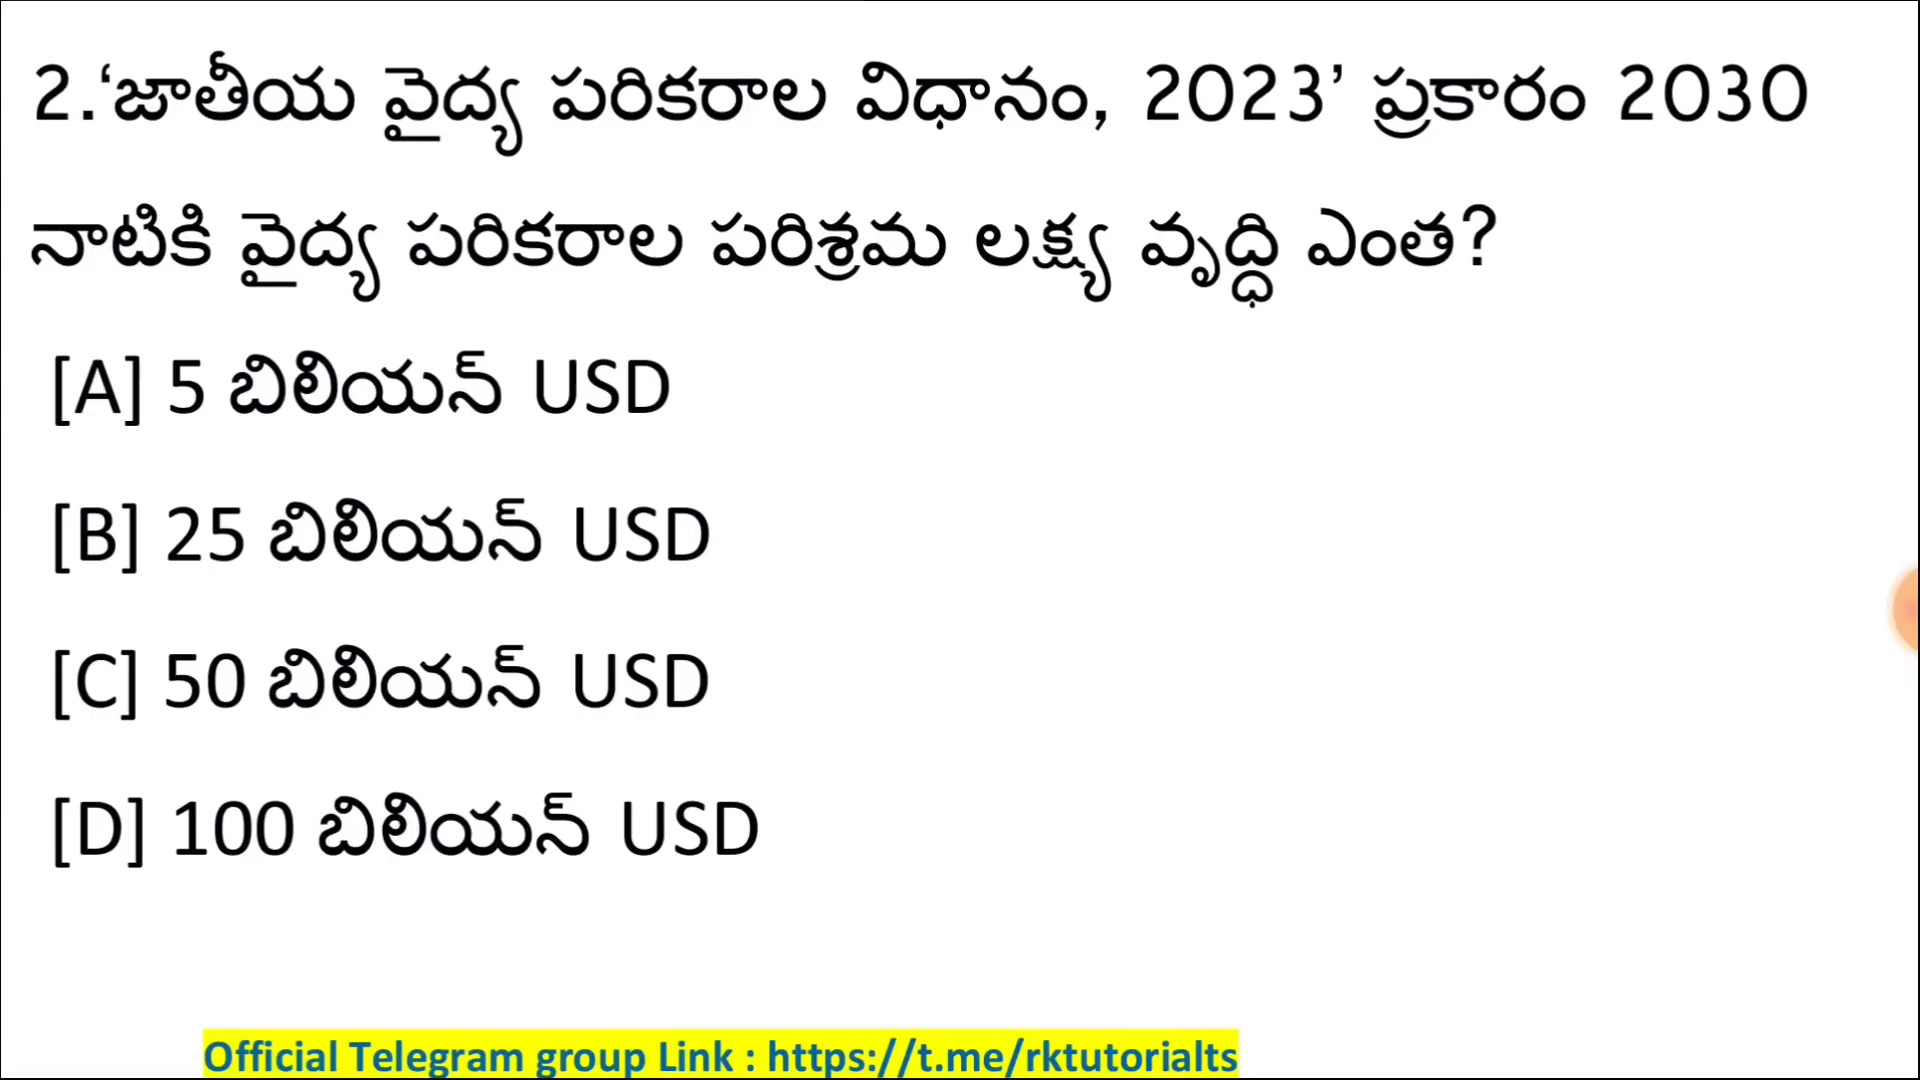 2.‘జాతీయ వైద్య పరికరాల విధానం, 2023’ ప్రకారం 2030
నాటికి వైద్య పరికరాల పరిశ్రమ లక్ష్య వృద్ధి ఎంత?
[A] 5 బిలియన్ USD
[B] 25 బిలియన్ USD
[C] 50 బిలియన్ USD
[D] 100 బిలియన్ USD
Official Telegram group Link : https://t.me/rktutorialts